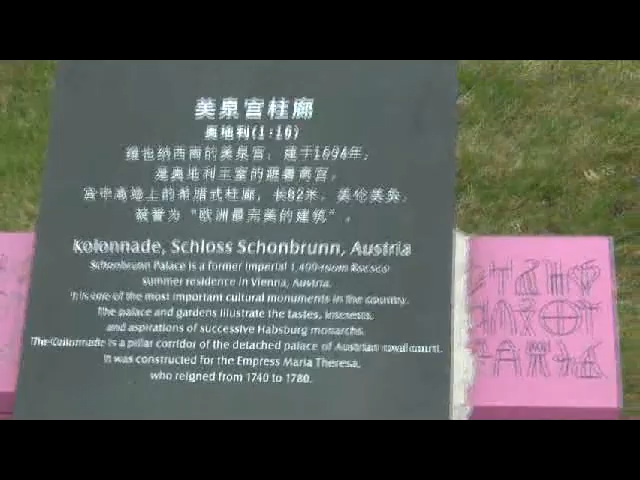 美泉宫柱廊
奥地利(1:16)
维也纳西南的美泉宫，建于1694年，
是奥地利王室的避暑离宫。
宫中高地上的希腊式柱廊，长82米，美伦美奂，
被誉为“欧洲最完美的建筑”。
Kolonnade, Schloss Schonbrunn, Austria
Schonbrunn Palace is a former imperial 1,400-room Rococo
summer residence in Vienna, Austria.
It is one of the most important cultural monuments in the country.
The palace and gardens illustrate the tastes, interests,
and aspirations of successive Habsburg monarchs.
The Colonnade is a pillar corridor of the detached palace of Austrian royal court.
It was constructed for the Empress Maria Theresa,
who reigned from 1740 to 1780.